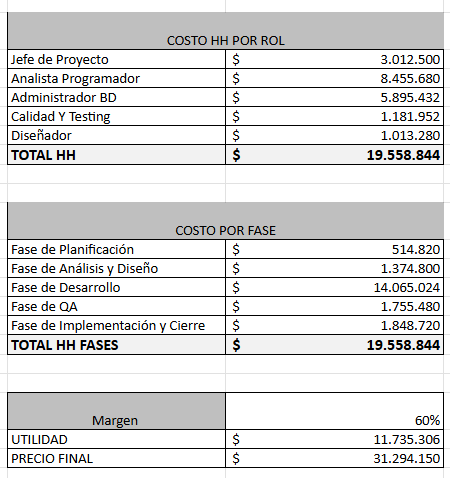 COSTO HH POR ROL
Jefe de Proyecto $ 3.012.500
Analista Programador $ 8.455.680
Administrador BD $ 5.895.432
Calidad Y Testing $ 1.181.952
Diseñador $ 1.013.280
TOTAL HH $ 19.558.844
COSTO POR FASE
Fase de Planificación $ 514.820
Fase de Análisis y Diseño $ 1.374.800
Fase de Desarrollo $ 14.065.024
Fase de QA $ 1.755.480
Fase de Implementación y Cierre $ 1.848.720
TOTAL HH FASES $ 19.558.844
Margen 60%
UTILIDAD $ 11.735.306
PRECIO FINAL $ 31.294.150